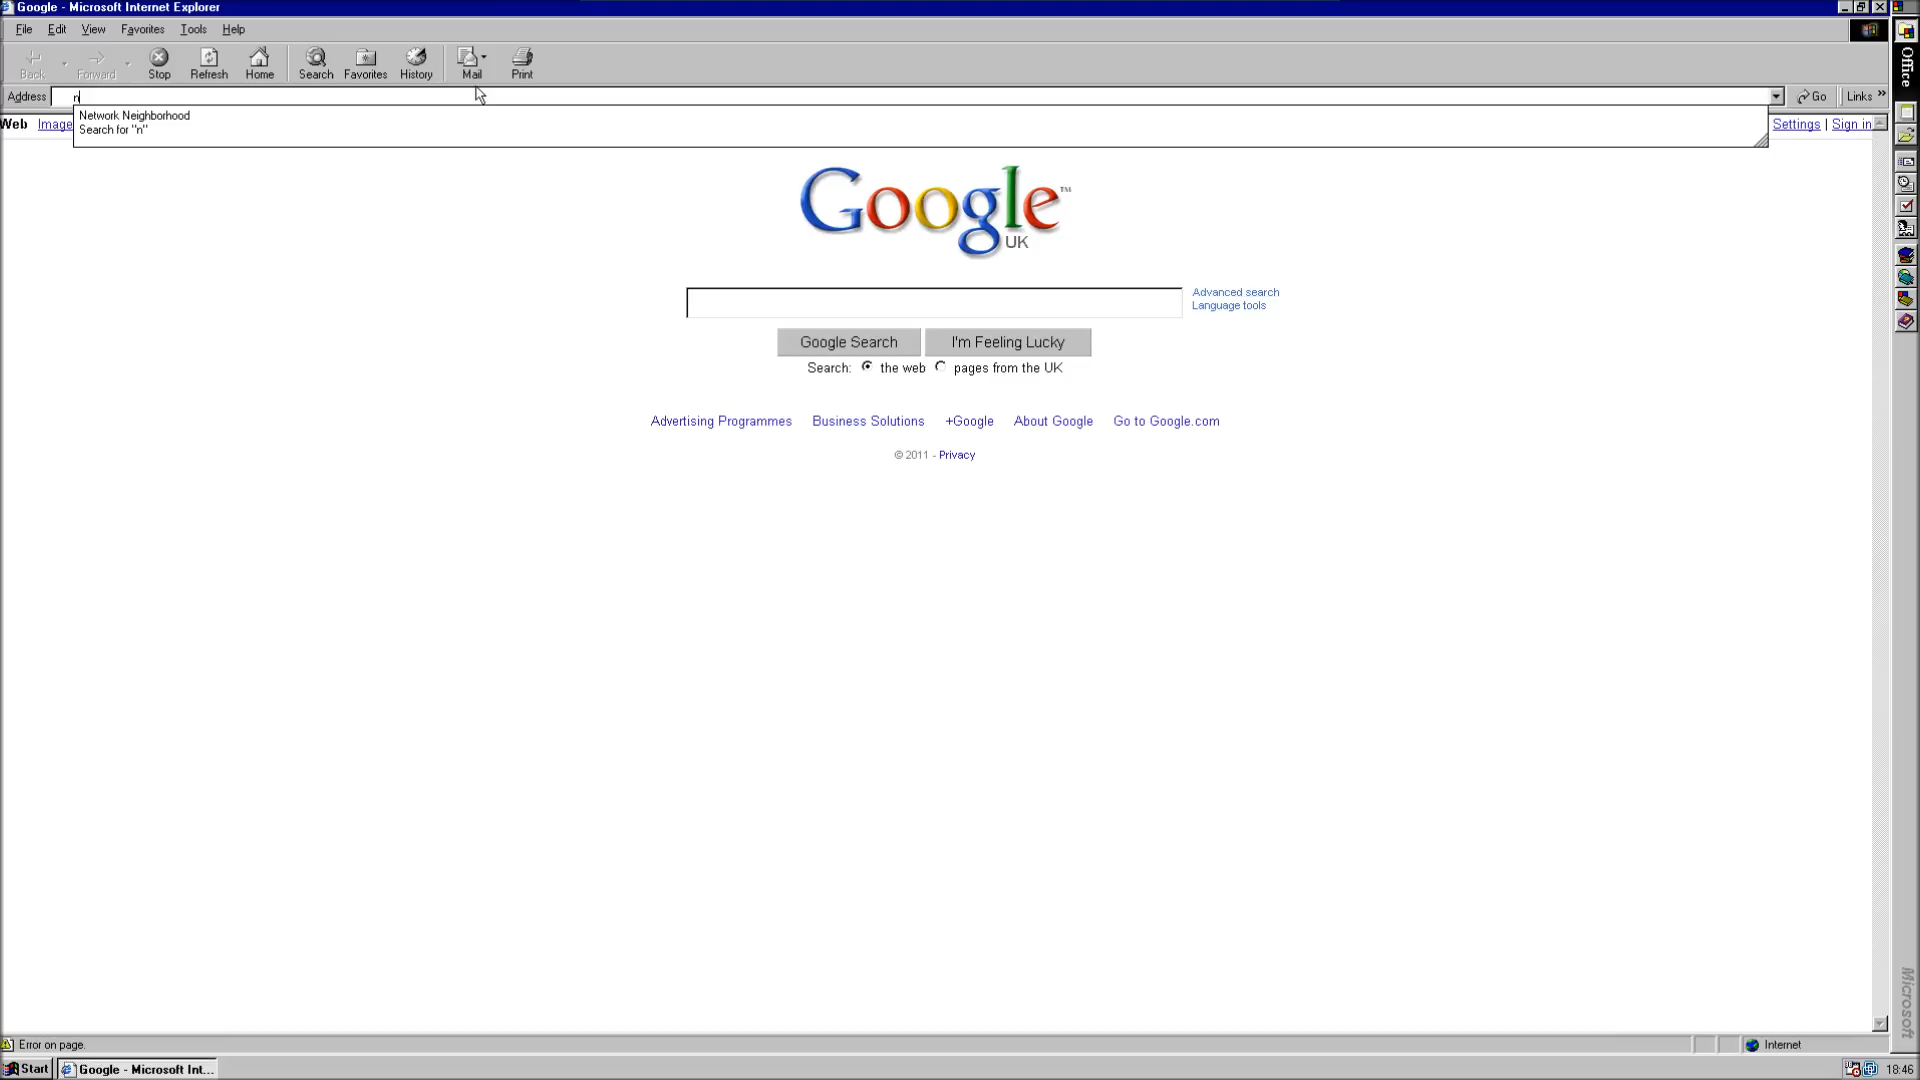 Google - Microsoft Internet Explorer
File Edit View Favorites Tools Help
Back Forward Stop Refresh Home Search Favorites History Mail Print
Address n Go Links »
Network Neighborhood
Search for "n"
Web Image Settings | Sign in
Google™
UK
Advanced search
Language tools
Google Search I'm Feeling Lucky
Search: the web pages from the UK
Advertising Programmes Business Solutions +Google About Google Go to Google.com
© 2011 - Privacy
Office
Microsoft
Error on page. Internet
Start Google - Microsoft Int... 18:46